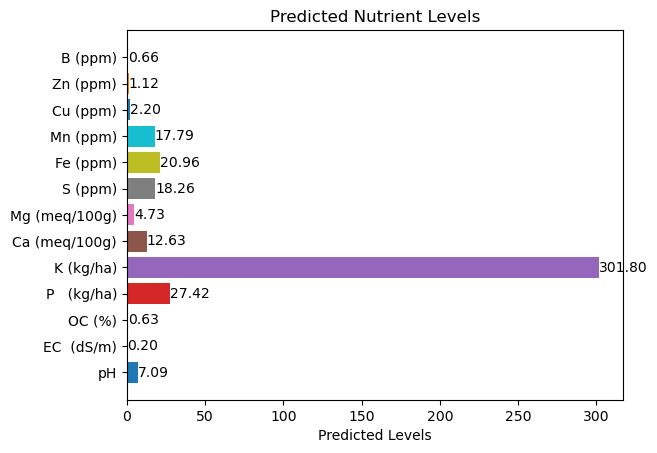 Predicted Nutrient Levels
B (ppm) 0.66
Zn (ppm) 1.12
Cu (ppm) 2.20
Mn (ppm) 17.79
Fe (ppm) 20.96
S (ppm) 18.26
Mg (meq/100g) 4.73
Ca (meq/100g) 12.63
K (kg/ha) 301.80
P   (kg/ha) 27.42
OC (%) 0.63
EC  (dS/m) 0.20
pH 7.09
0 50 100 150 200 250 300
Predicted Levels